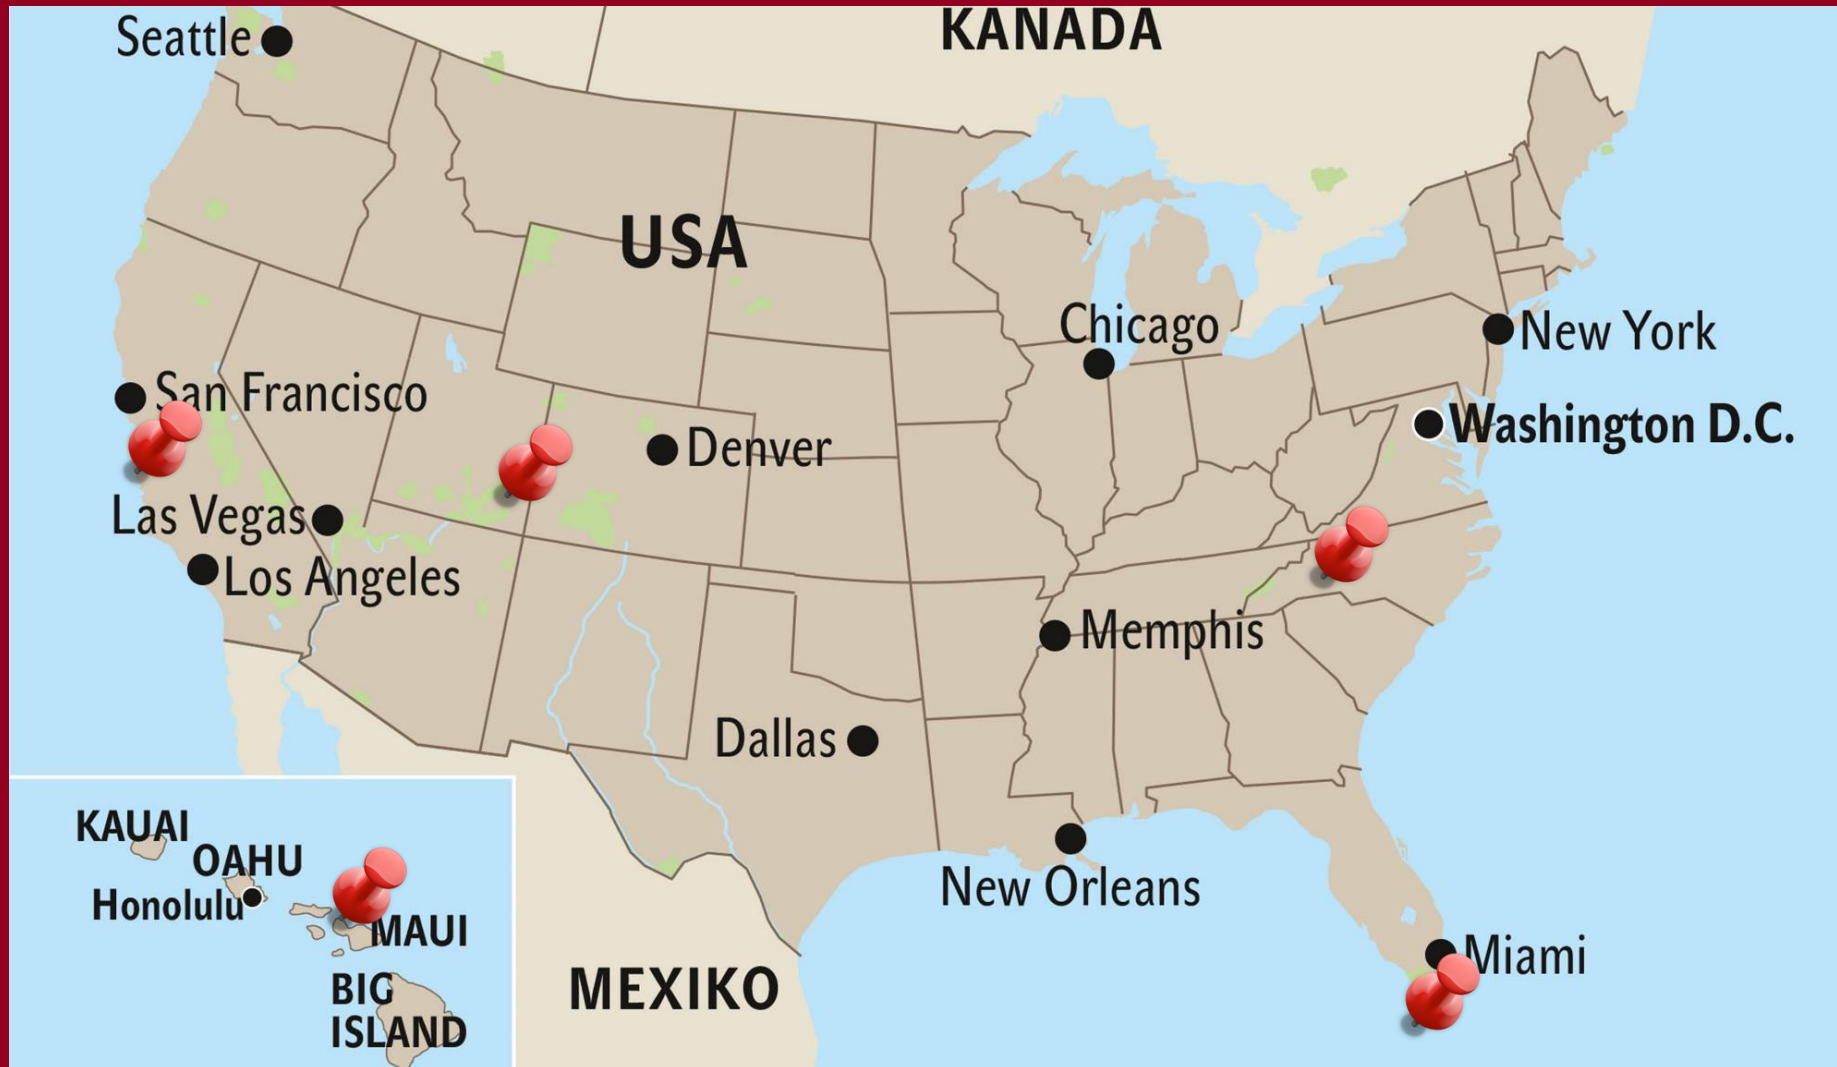 Seattle
KANADA
USA
Chicago
New York
San Francisco
Washington D.C.
Denver
Las Vegas
Los Angeles
Memphis
Dallas
KAUAI
OAHU
Honolulu
New Orleans
MAUI
Miami
BIG
ISLAND
MEXIKO